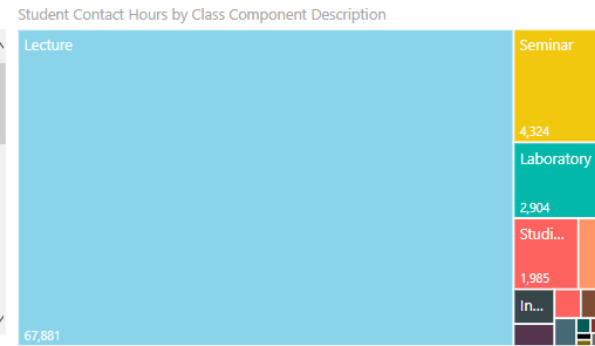 Student Contact Hours by Class Component Description
Lecture
67,881
Seminar
4,324
Laboratory
2,904
Studi...
1,985
In...